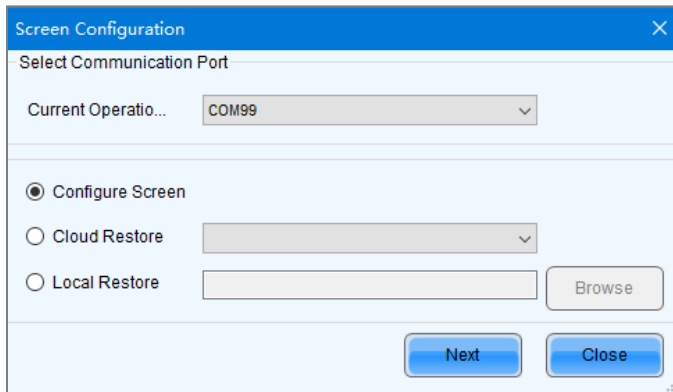 Screen Configuration
Select Communication Port
Current Operatio... COM99
Configure Screen
Cloud Restore
Local Restore Browse
Next Close